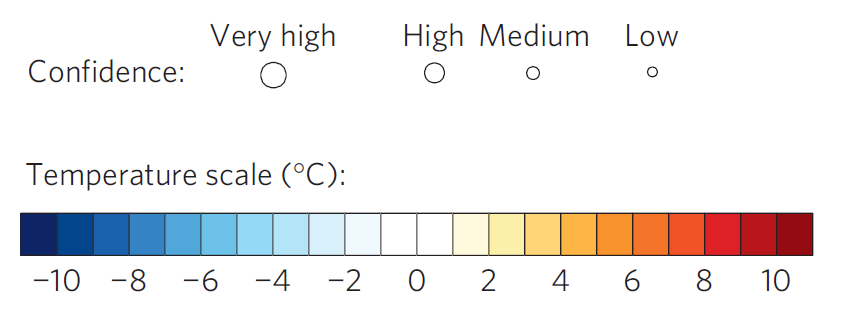 Very high High Medium Low
Confidence:
Temperature scale (°C):
−10 −8 −6 −4 −2 0 2 4 6 8 10